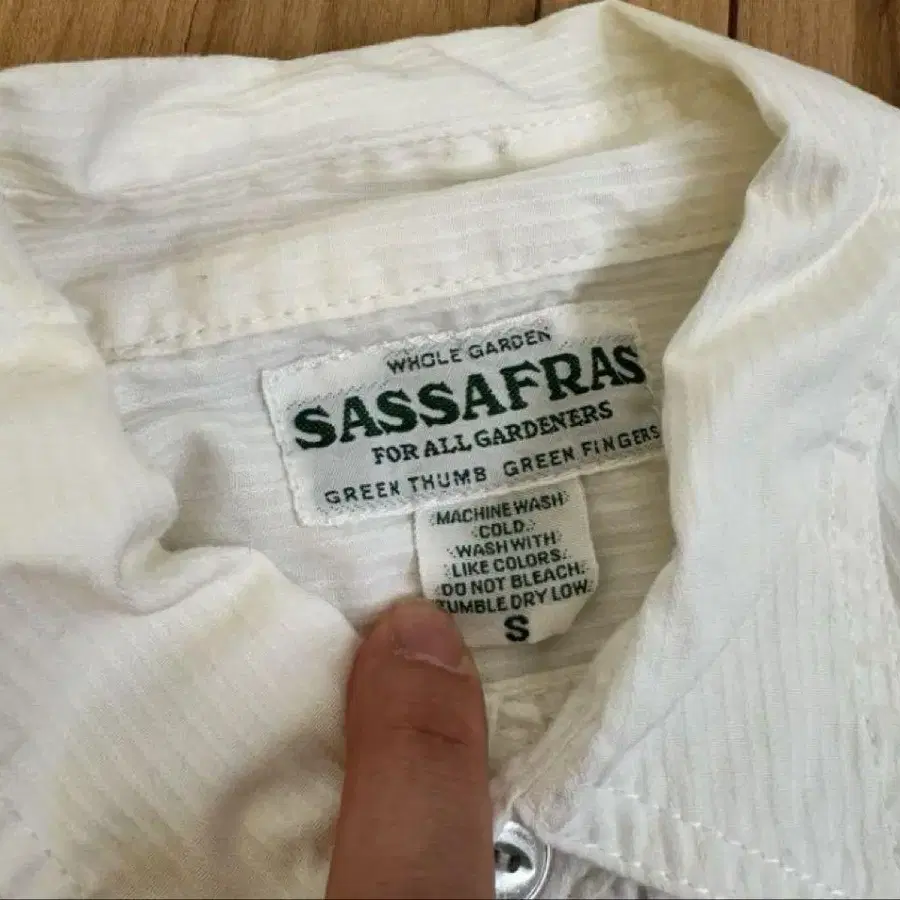 WHOLE GARDEN
SASSAFRAS
FOR ALL GARDENERS
GREEN THUMB GREEN FINGERS
MACHINE WASH
COLD.
WASH WITH
LIKE COLORS.
DO NOT BLEACH.
TUMBLE DRY LOW.
S